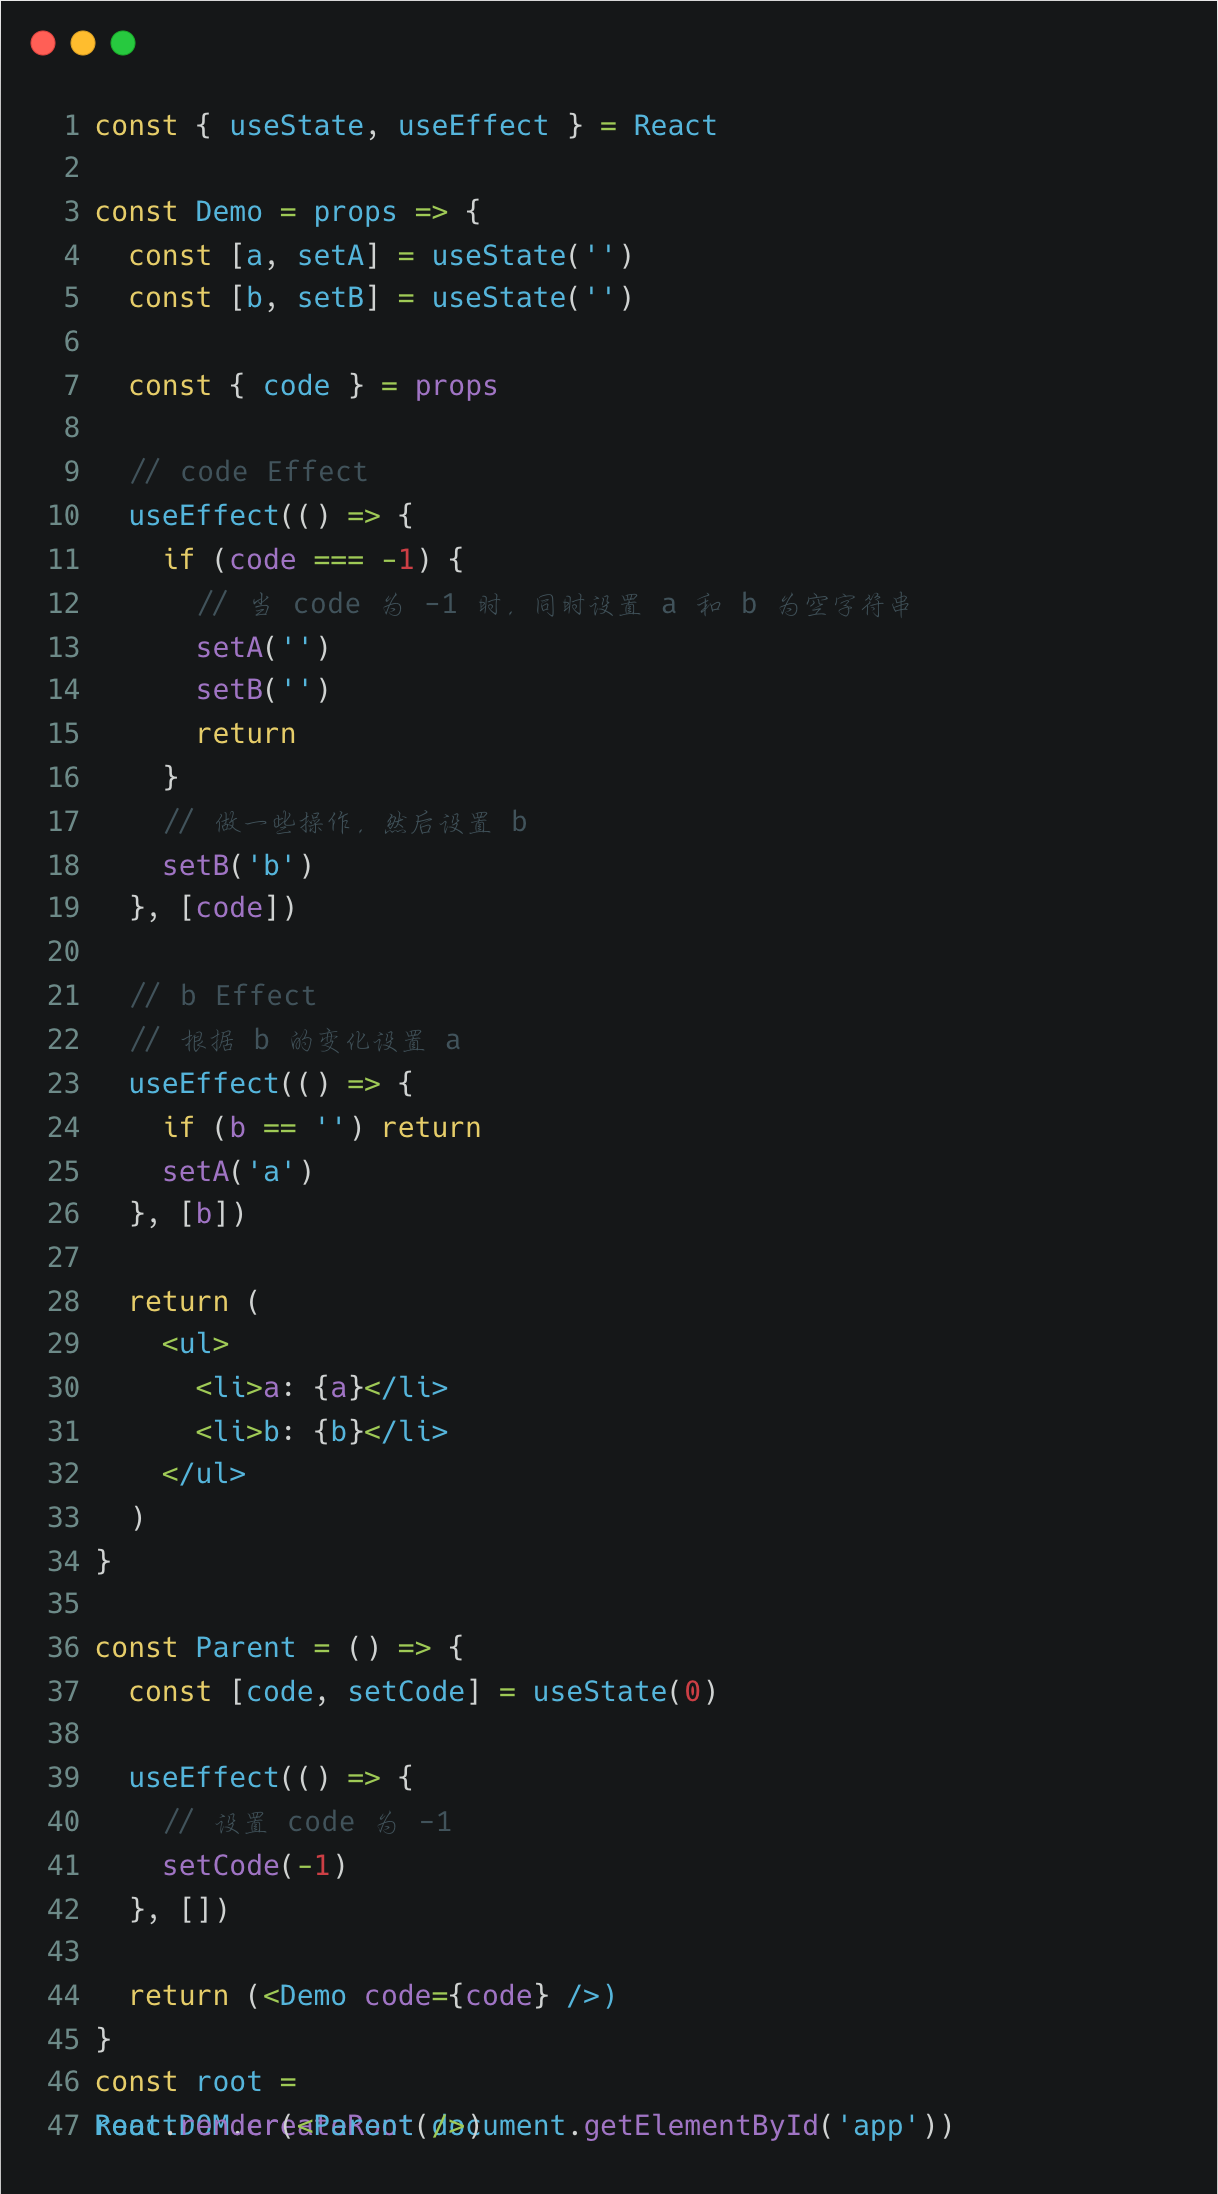 1 const { useState, useEffect } = React
2
3 const Demo = props => {
4   const [a, setA] = useState('')
5   const [b, setB] = useState('')
6
7   const { code } = props
8
9   // code Effect
10   useEffect(() => {
11     if (code === -1) {
12       // 当 code 为 -1 时，同时设置 a 和 b 为空字符串
13       setA('')
14       setB('')
15       return
16     }
17     // 做一些操作，然后设置 b
18     setB('b')
19   }, [code])
20
21   // b Effect
22   // 根据 b 的变化设置 a
23   useEffect(() => {
24     if (b == '') return
25     setA('a')
26   }, [b])
27
28   return (
29     <ul>
30       <li>a: {a}</li>
31       <li>b: {b}</li>
32     </ul>
33   )
34 }
35
36 const Parent = () => {
37   const [code, setCode] = useState(0)
38
39   useEffect(() => {
40     // 设置 code 为 -1
41     setCode(-1)
42   }, [])
43
44   return (<Demo code={code} />)
45 }
46 const root =
47 ReactDOM.createRoot(document.getElementById('app'))
root.render(<Parent />)